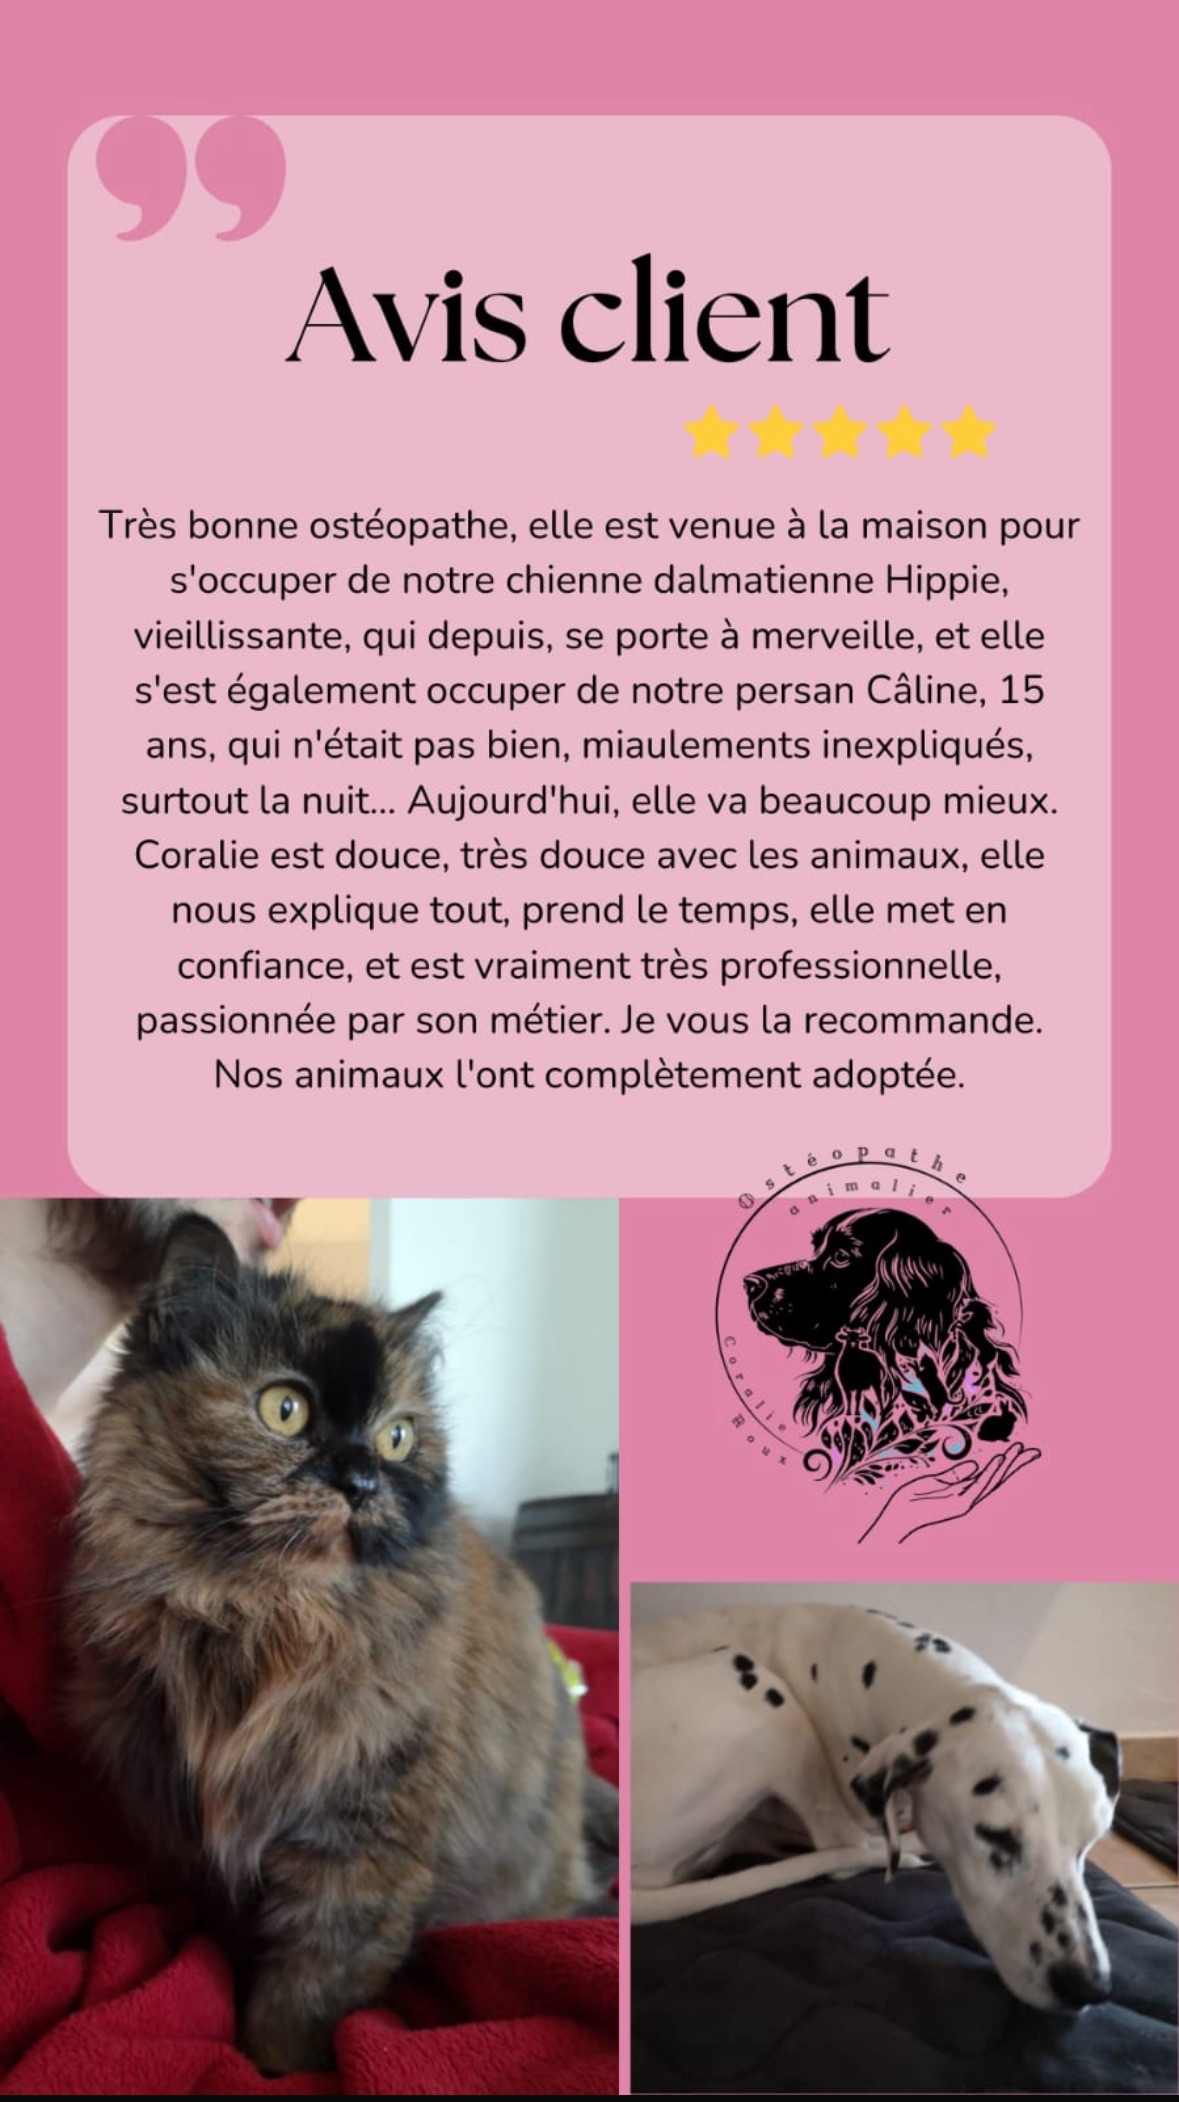 Avis client
Très bonne ostéopathe, elle est venue à la maison pour
s'occuper de notre chienne dalmatienne Hippie,
vieillissante, qui depuis, se porte à merveille, et elle
s'est également occuper de notre persan Câline, 15
ans, qui n'était pas bien, miaulements inexpliqués,
surtout la nuit... Aujourd'hui, elle va beaucoup mieux.
Coralie est douce, très douce avec les animaux, elle
nous explique tout, prend le temps, elle met en
confiance, et est vraiment très professionnelle,
passionnée par son métier. Je vous la recommande.
Nos animaux l'ont complètement adoptée.
Ostéopathe
animalier
Coralie
Roux